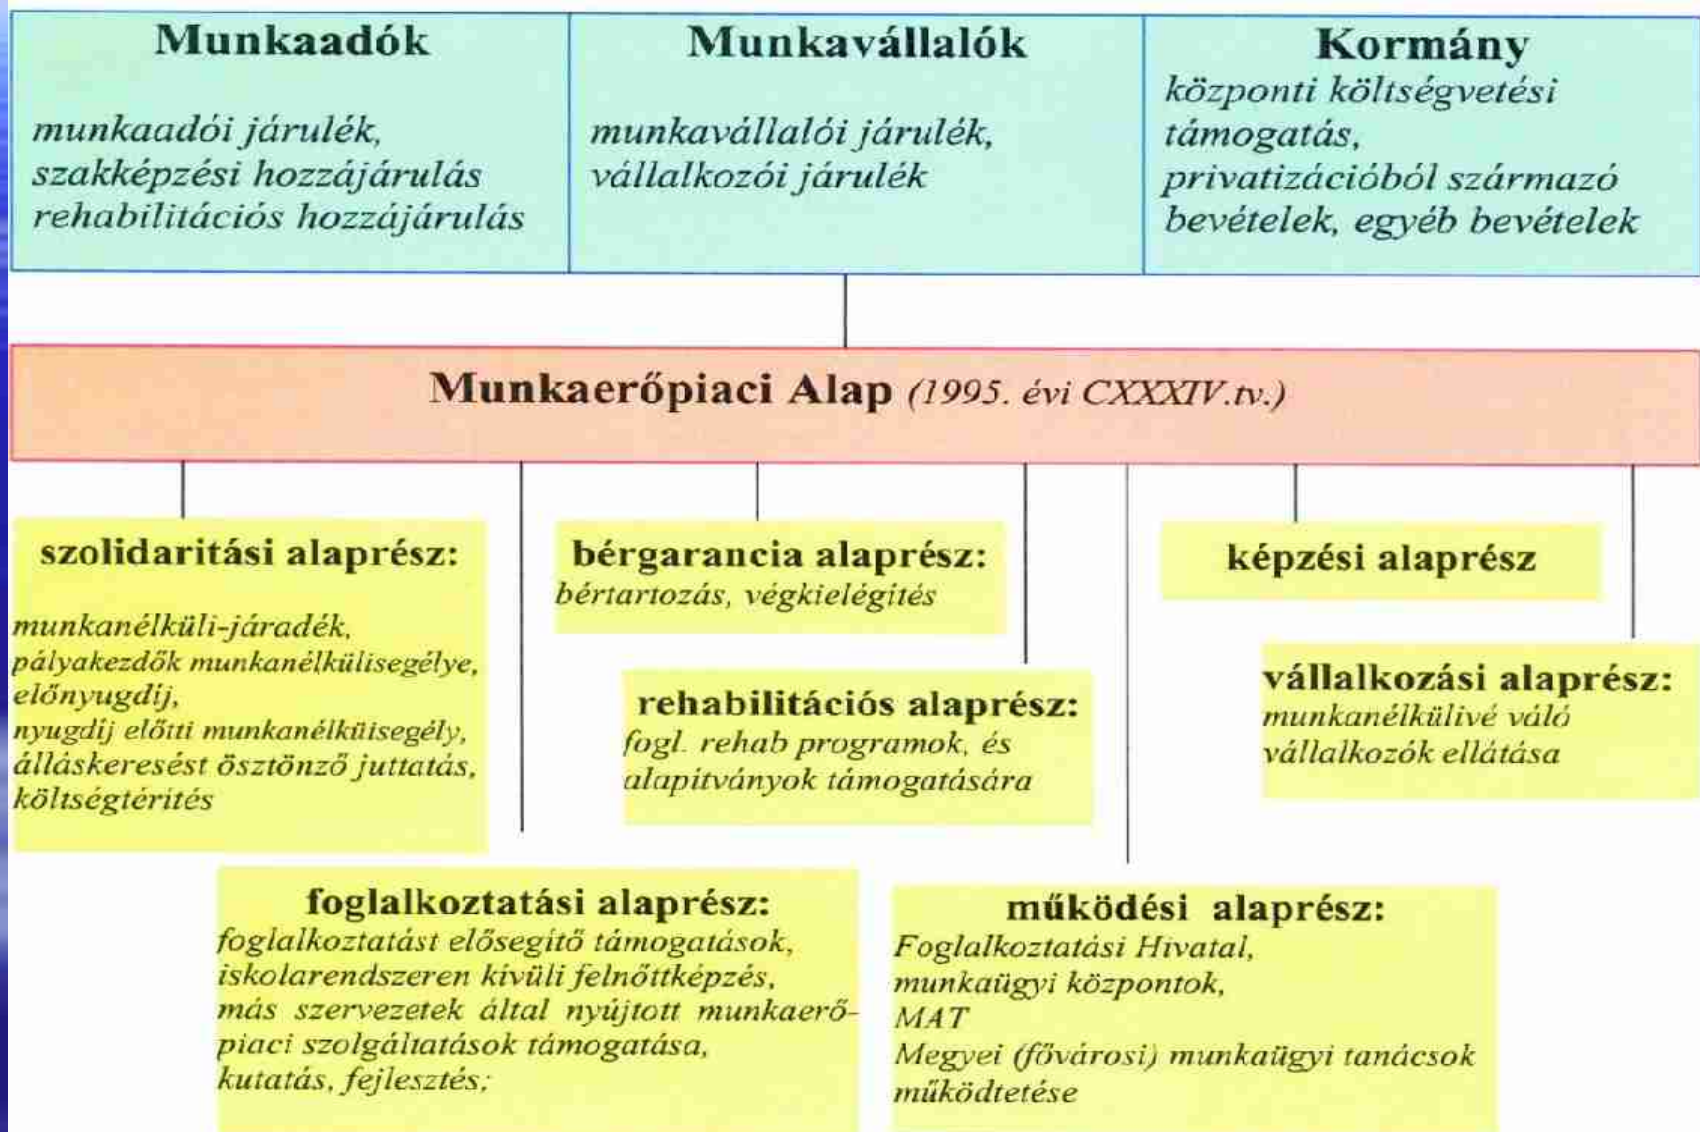 Munkaadók
munkaadói járulék,
szakképzési hozzájárulás
rehabilitációs hozzájárulás
Munkavállalók
munkavállalói járulék,
vállalkozói járulék
Kormány
központi költségvetési
támogatás,
privatizációból származó
bevételek, egyéb bevételek
Munkaerőpiaci Alap (1995. évi CXXXIV.tv.)
szolidaritási alaprész:
munkanélküli-járadék,
pályakezdők munkanélkülisegélye,
előnyugdíj,
nyugdíj előtti munkanélküisegély,
álláskeresést ösztönző juttatás,
költségtérítés
bérgarancia alaprész:
bértartozás, végkielégítés
képzési alaprész
rehabilitációs alaprész:
fogl. rehab programok, és
alapítványok támogatására
vállalkozási alaprész:
munkanélkülivé váló
vállalkozók ellátása
foglalkoztatási alaprész:
foglalkoztatást elősegítő támogatások,
iskolarendszeren kívüli felnőttképzés,
más szervezetek által nyújtott munkaerő-
piaci szolgáltatások támogatása,
kutatás, fejlesztés;
működési alaprész:
Foglalkoztatási Hivatal,
munkaügyi központok,
MAT
Megyei (fővárosi) munkaügyi tanácsok
működtetése